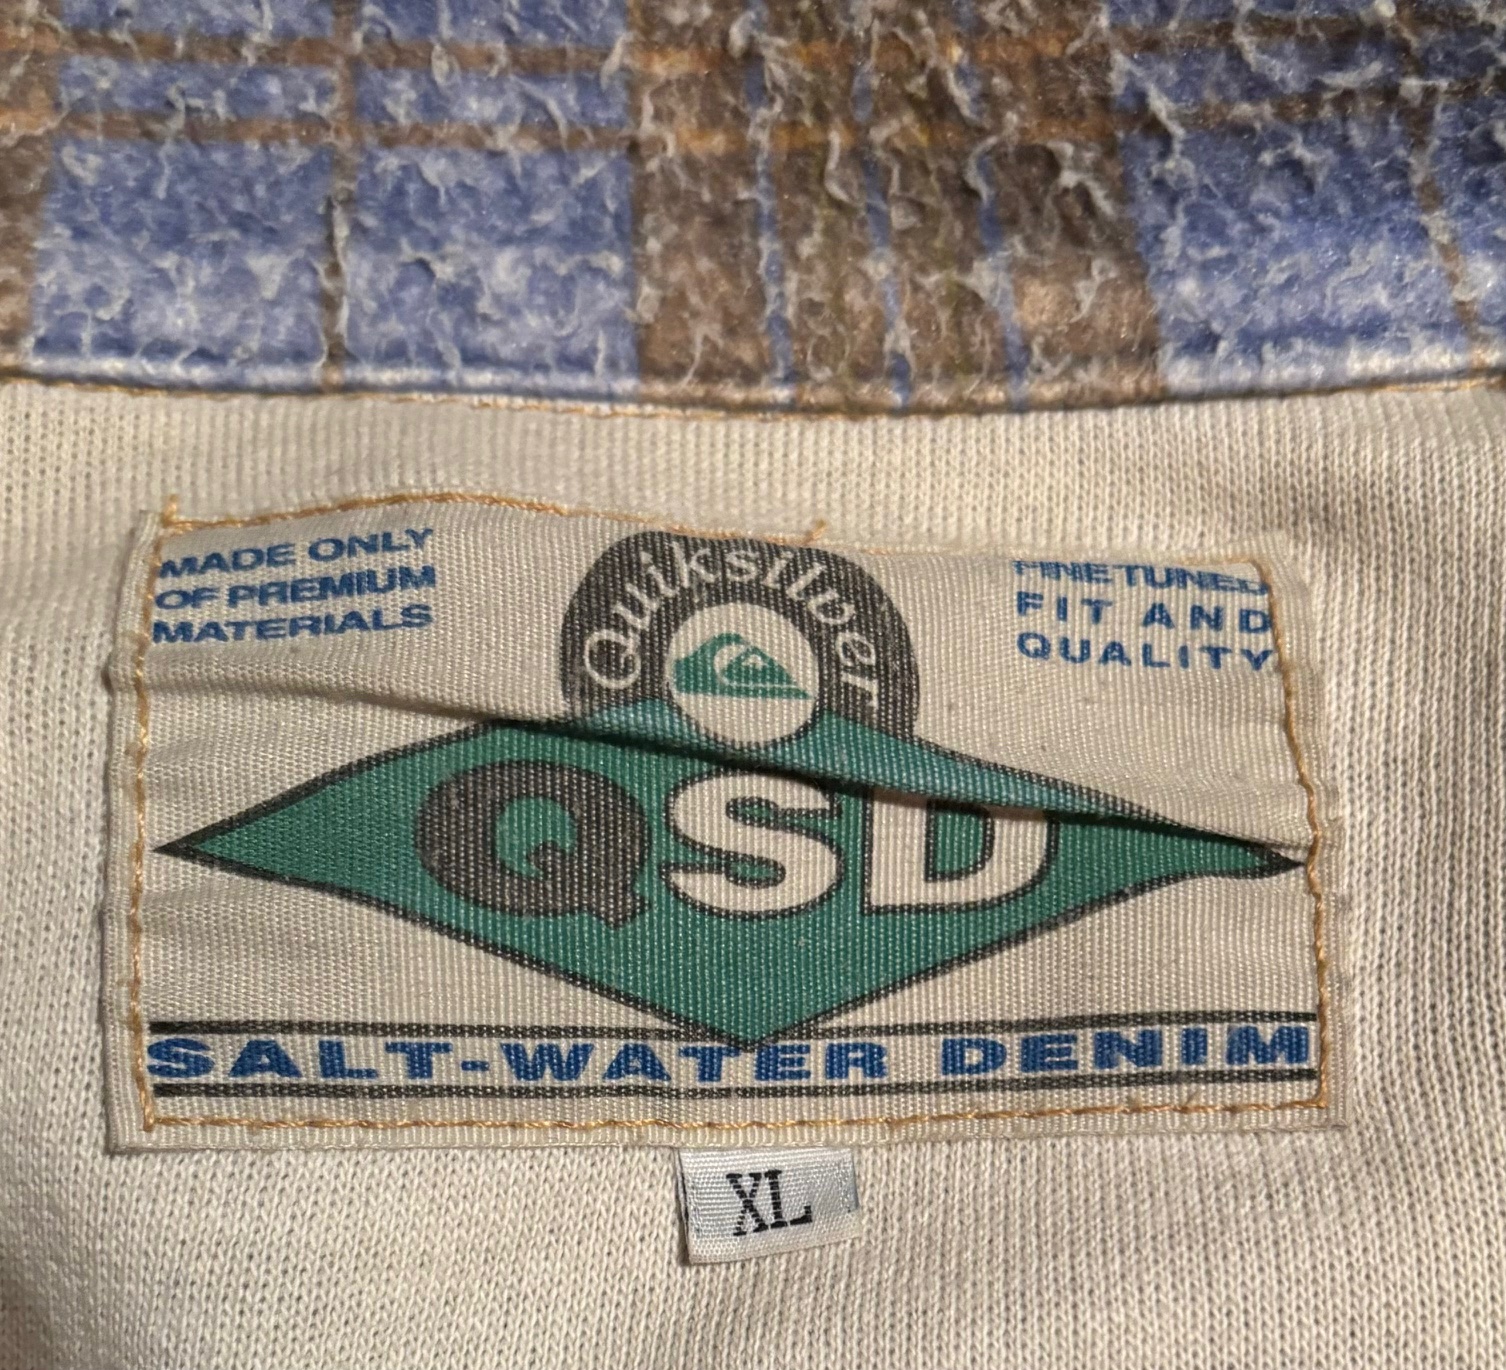 MADE ONLY
OF PREMIUM
MATERIALS
Quiksilver
FINETUNED
FIT AND
QUALITY
QSD
SALT-WATER DENIM
XL